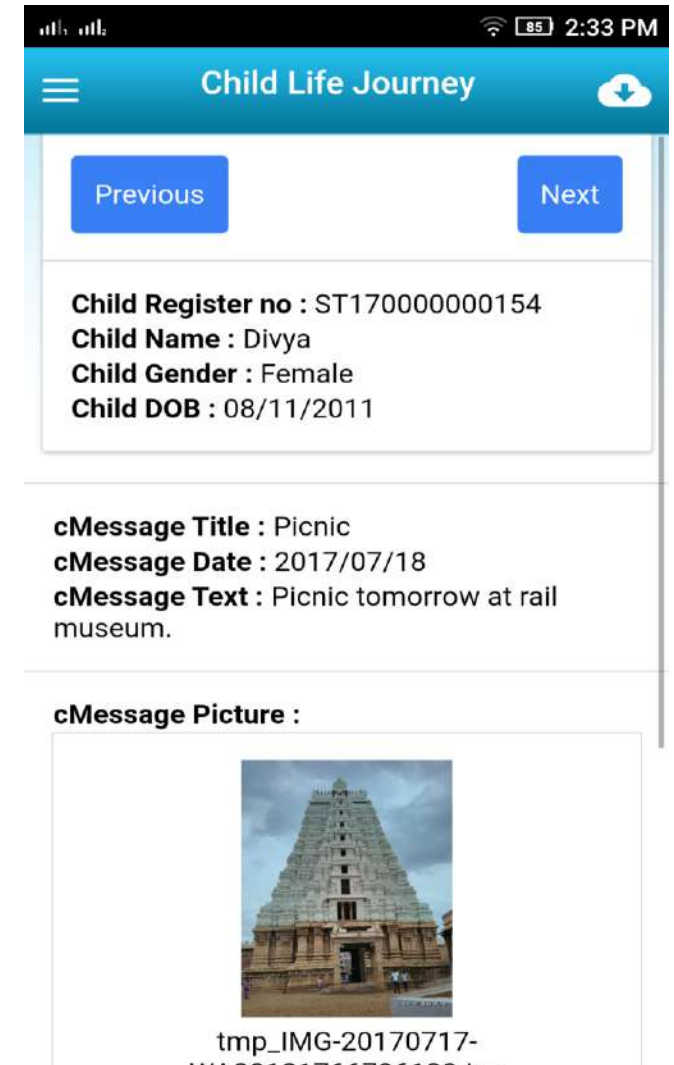 85 2:33 PM
Child Life Journey
Previous Next
Child Register no : ST170000000154
Child Name : Divya
Child Gender : Female
Child DOB : 08/11/2011
cMessage Title : Picnic
cMessage Date : 2017/07/18
cMessage Text : Picnic tomorrow at rail
museum.
cMessage Picture :
tmp_IMG-20170717-